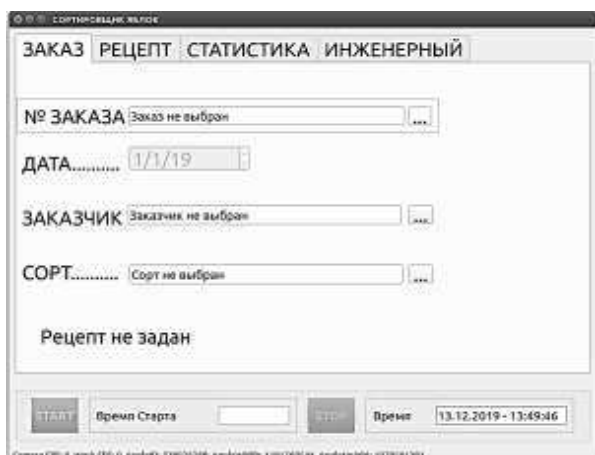 СОРТИРОВЩИК ЯБЛОК
ЗАКАЗ РЕЦЕПТ СТАТИСТИКА ИНЖЕНЕРНЫЙ
№ ЗАКАЗА Заказ не выбран ...
ДАТА.......... 1/1/19
ЗАКАЗЧИК Заказчик не выбран ...
СОРТ.......... Сорт не выбран ...
Рецепт не задан
START Время Старта STOP Время 13.12.2019 - 13:49:46